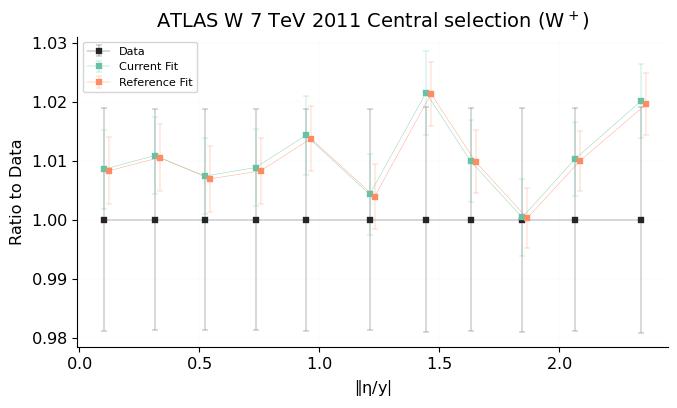 ATLAS W 7 TeV 2011 Central selection (W⁺)
1.03
1.02
1.01
1.00
0.99
0.98
Ratio to Data
Data
Current Fit
Reference Fit
0.0 0.5 1.0 1.5 2.0
‖η/y|